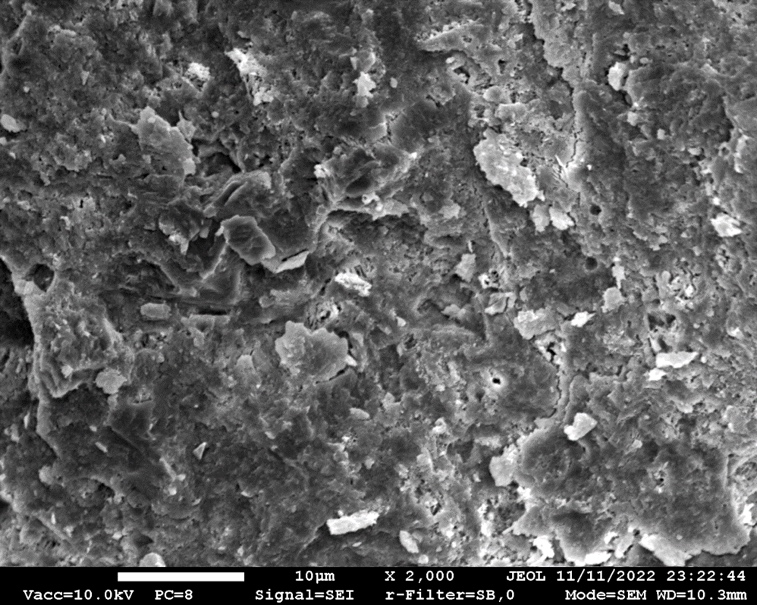 10μm X 2,000 JEOL 11/11/2022 23:22:44
Vacc=10.0kV PC=8 Signal=SEI r-Filter=SB,0 Mode=SEM WD=10.3mm